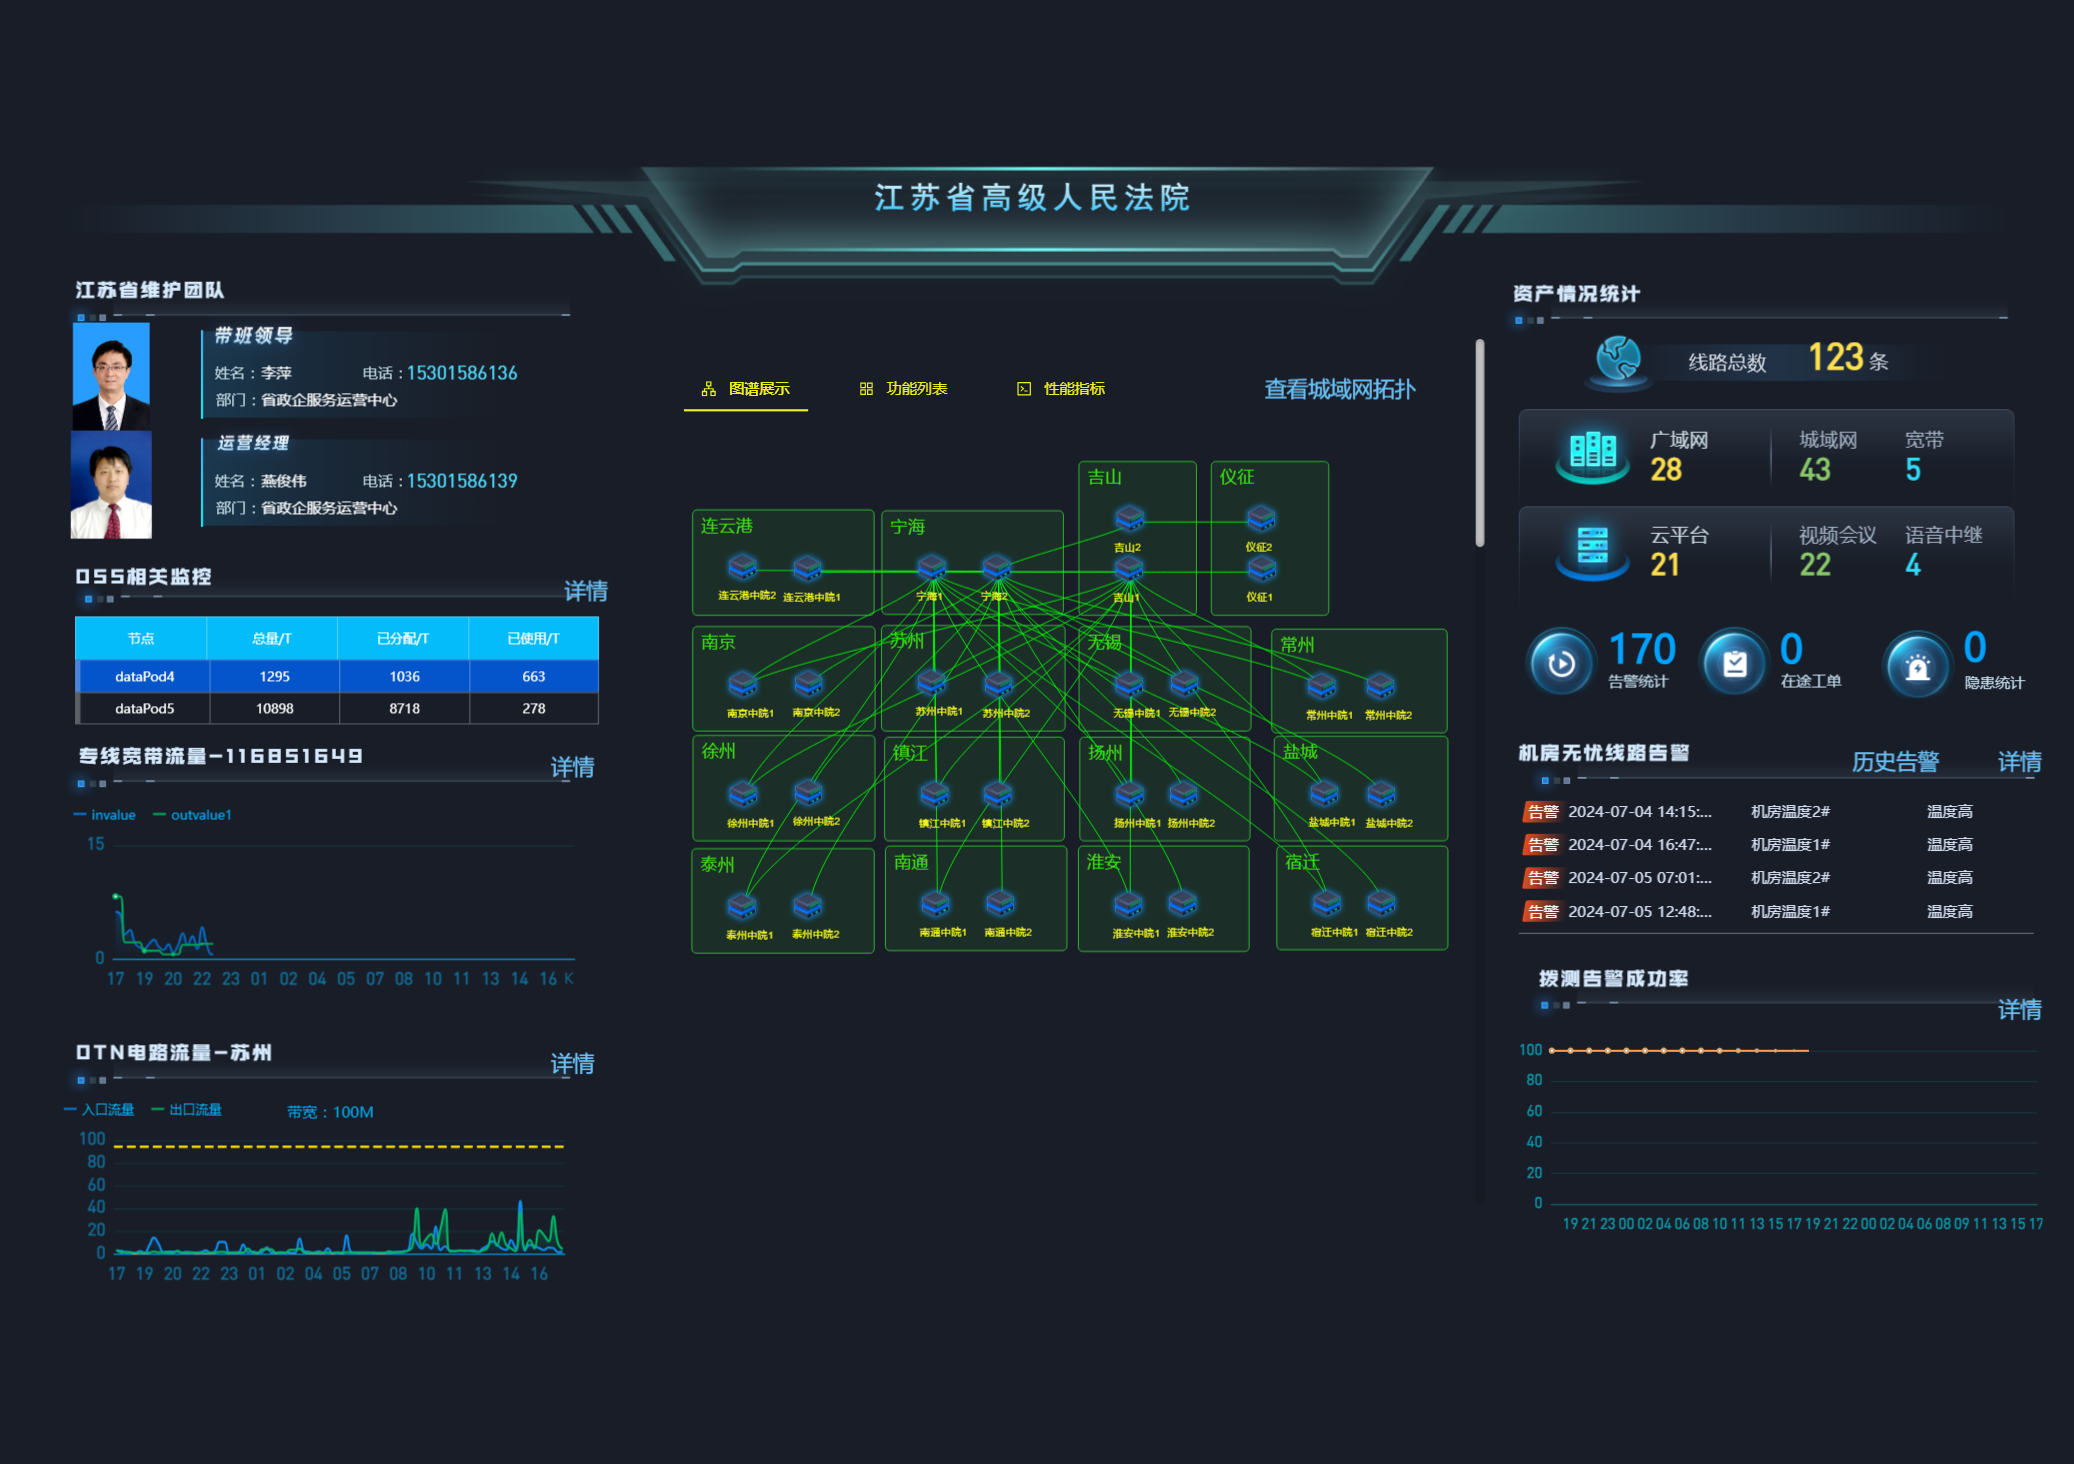 江苏省高级人民法院
江苏省维护团队
带班领导
姓名：李萍 电话：15301586136
部门：省政企服务运营中心
运营经理
姓名：燕俊伟 电话：15301586139
部门：省政企服务运营中心
OSS相关监控 详情
节点 总量/T 已分配/T 已使用/T
dataPod4 1295 1036 663
dataPod5 10898 8718 278
专线宽带流量-116851649 详情
invalue outvalue1
15
0
17 19 20 22 23 01 02 04 05 07 08 10 11 13 14 16 K
OTN电路流量-苏州 详情
入口流量 出口流量 带宽：100M
100
80
60
40
20
0
17 19 20 22 23 01 02 04 05 07 08 10 11 13 14 16
图谱展示 功能列表 性能指标 查看城域网拓扑
吉山 仪征
吉山2 仪征2
连云港 宁海
连云港中院2 连云港中院1 宁海1 宁海2 吉山1 仪征1
南京 苏州 无锡 常州
南京中院1 南京中院2 苏州中院1 苏州中院2 无锡中院1 无锡中院2 常州中院1 常州中院2
徐州 镇江 扬州 盐城
徐州中院1 徐州中院2 镇江中院1 镇江中院2 扬州中院1 扬州中院2 盐城中院1 盐城中院2
泰州 南通 淮安 宿迁
泰州中院1 泰州中院2 南通中院1 南通中院2 淮安中院1 淮安中院2 宿迁中院1 宿迁中院2
资产情况统计
线路总数 123 条
广域网 城域网 宽带
28 43 5
云平台 视频会议 语音中继
21 22 4
170 0 0
告警统计 在途工单 隐患统计
机房无忧线路告警 历史告警 详情
告警 2024-07-04 14:15:... 机房温度2# 温度高
告警 2024-07-04 16:47:... 机房温度1# 温度高
告警 2024-07-05 07:01:... 机房温度2# 温度高
告警 2024-07-05 12:48:... 机房温度1# 温度高
拨测告警成功率 详情
100
80
60
40
20
0
19 21 23 00 02 04 06 08 10 11 13 15 17 19 21 22 00 02 04 06 08 09 11 13 15 17